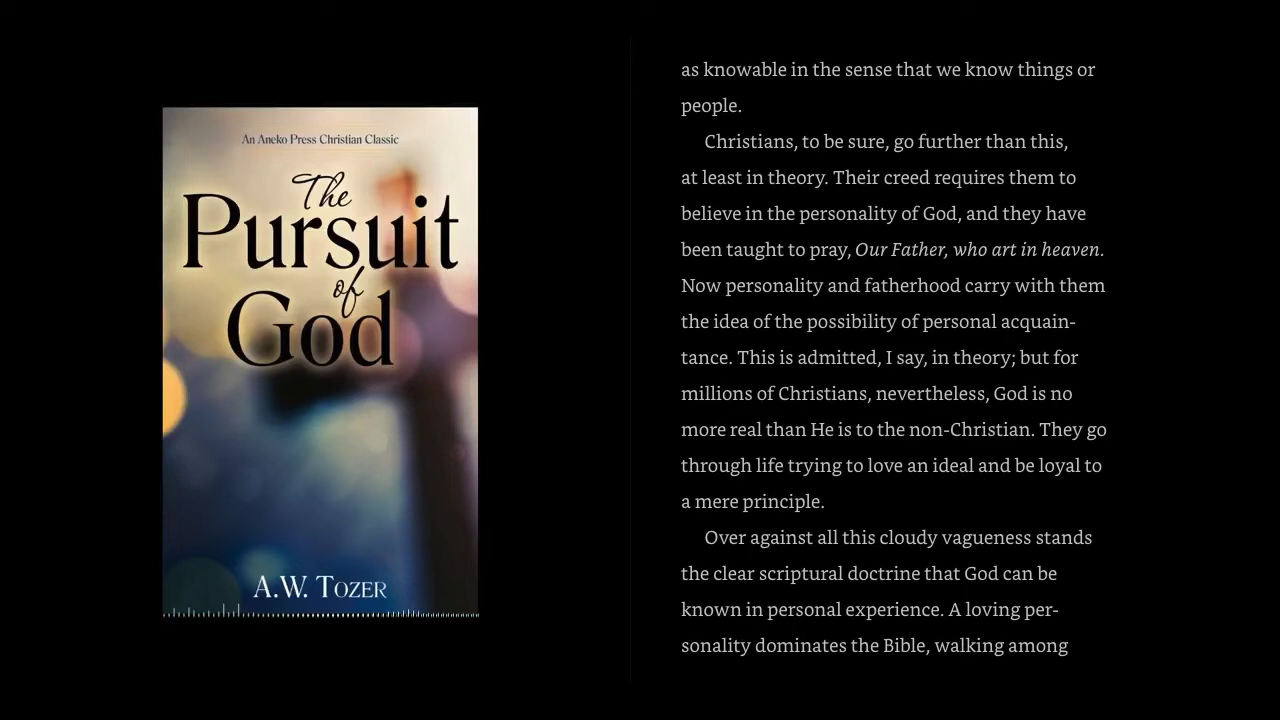 An Aneko Press Christian Classic
The
Pursuit
of
God
A.W. Tozer
as knowable in the sense that we know things or
people.
Christians, to be sure, go further than this,
at least in theory. Their creed requires them to
believe in the personality of God, and they have
been taught to pray, Our Father, who art in heaven.
Now personality and fatherhood carry with them
the idea of the possibility of personal acquain-
tance. This is admitted, I say, in theory; but for
millions of Christians, nevertheless, God is no
more real than He is to the non-Christian. They go
through life trying to love an ideal and be loyal to
a mere principle.
Over against all this cloudy vagueness stands
the clear scriptural doctrine that God can be
known in personal experience. A loving per-
sonality dominates the Bible, walking among